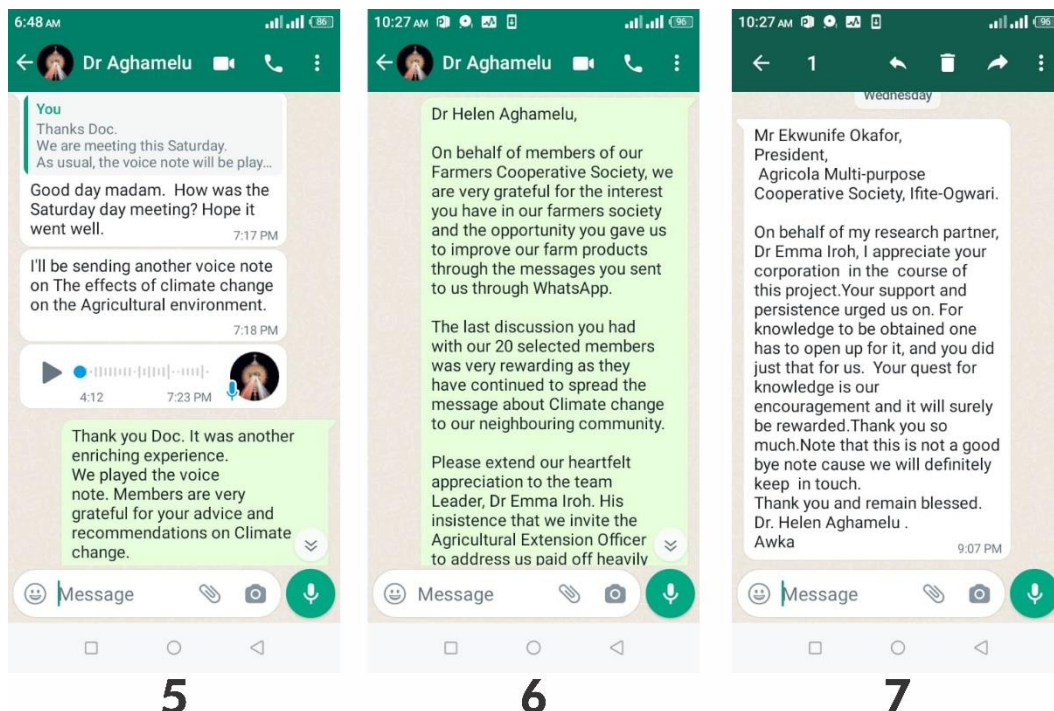 6:48 AM
86
Dr Aghamelu
You
Thanks Doc.
We are meeting this Saturday.
As usual, the voice note will be play...
Good day madam. How was the
Saturday day meeting? Hope it
went well.
7:17 PM
I'll be sending another voice note
on The effects of climate change
on the Agricultural environment.
7:18 PM
4:12 7:23 PM
Thank you Doc. It was another
enriching experience.
We played the voice
note. Members are very
grateful for your advice and
recommendations on Climate
change.
Message
5
10:27 AM
96
Dr Aghamelu
Dr Helen Aghamelu,
On behalf of members of our
Farmers Cooperative Society, we
are very grateful for the interest
you have in our farmers society
and the opportunity you gave us
to improve our farm products
through the messages you sent
to us through WhatsApp.
The last discussion you had
with our 20 selected members
was very rewarding as they
have continued to spread the
message about Climate change
to our neighbouring community.
Please extend our heartfelt
appreciation to the team
Leader, Dr Emma Iroh. His
insistence that we invite the
Agricultural Extension Officer
to address us paid off heavily
Message
6
10:27 AM
96
1
Wednesday
Mr Ekwunife Okafor,
President,
Agricola Multi-purpose
Cooperative Society, Ifite-Ogwari.
On behalf of my research partner,
Dr Emma Iroh, I appreciate your
corporation in the course of
this project.Your support and
persistence urged us on. For
knowledge to be obtained one
has to open up for it, and you did
just that for us. Your quest for
knowledge is our
encouragement and it will surely
be rewarded.Thank you so
much.Note that this is not a good
bye note cause we will definitely
keep in touch.
Thank you and remain blessed.
Dr. Helen Aghamelu .
Awka
9:07 PM
Message
7